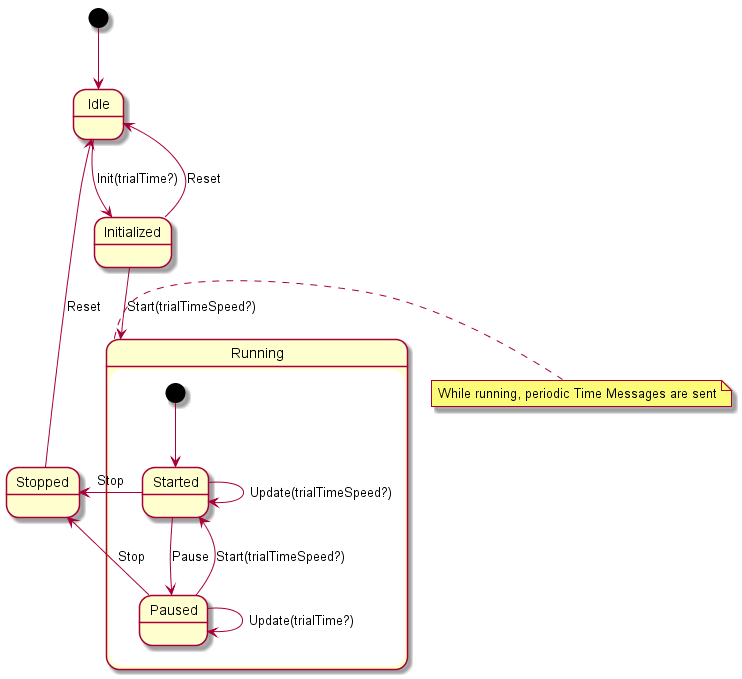 Idle
Init(trialTime?)
Reset
Initialized
Reset
Start(trialTimeSpeed?)
Running
While running, periodic Time Messages are sent
Stopped
Stop
Started
Update(trialTimeSpeed?)
Stop
Pause
Start(trialTimeSpeed?)
Paused
Update(trialTime?)